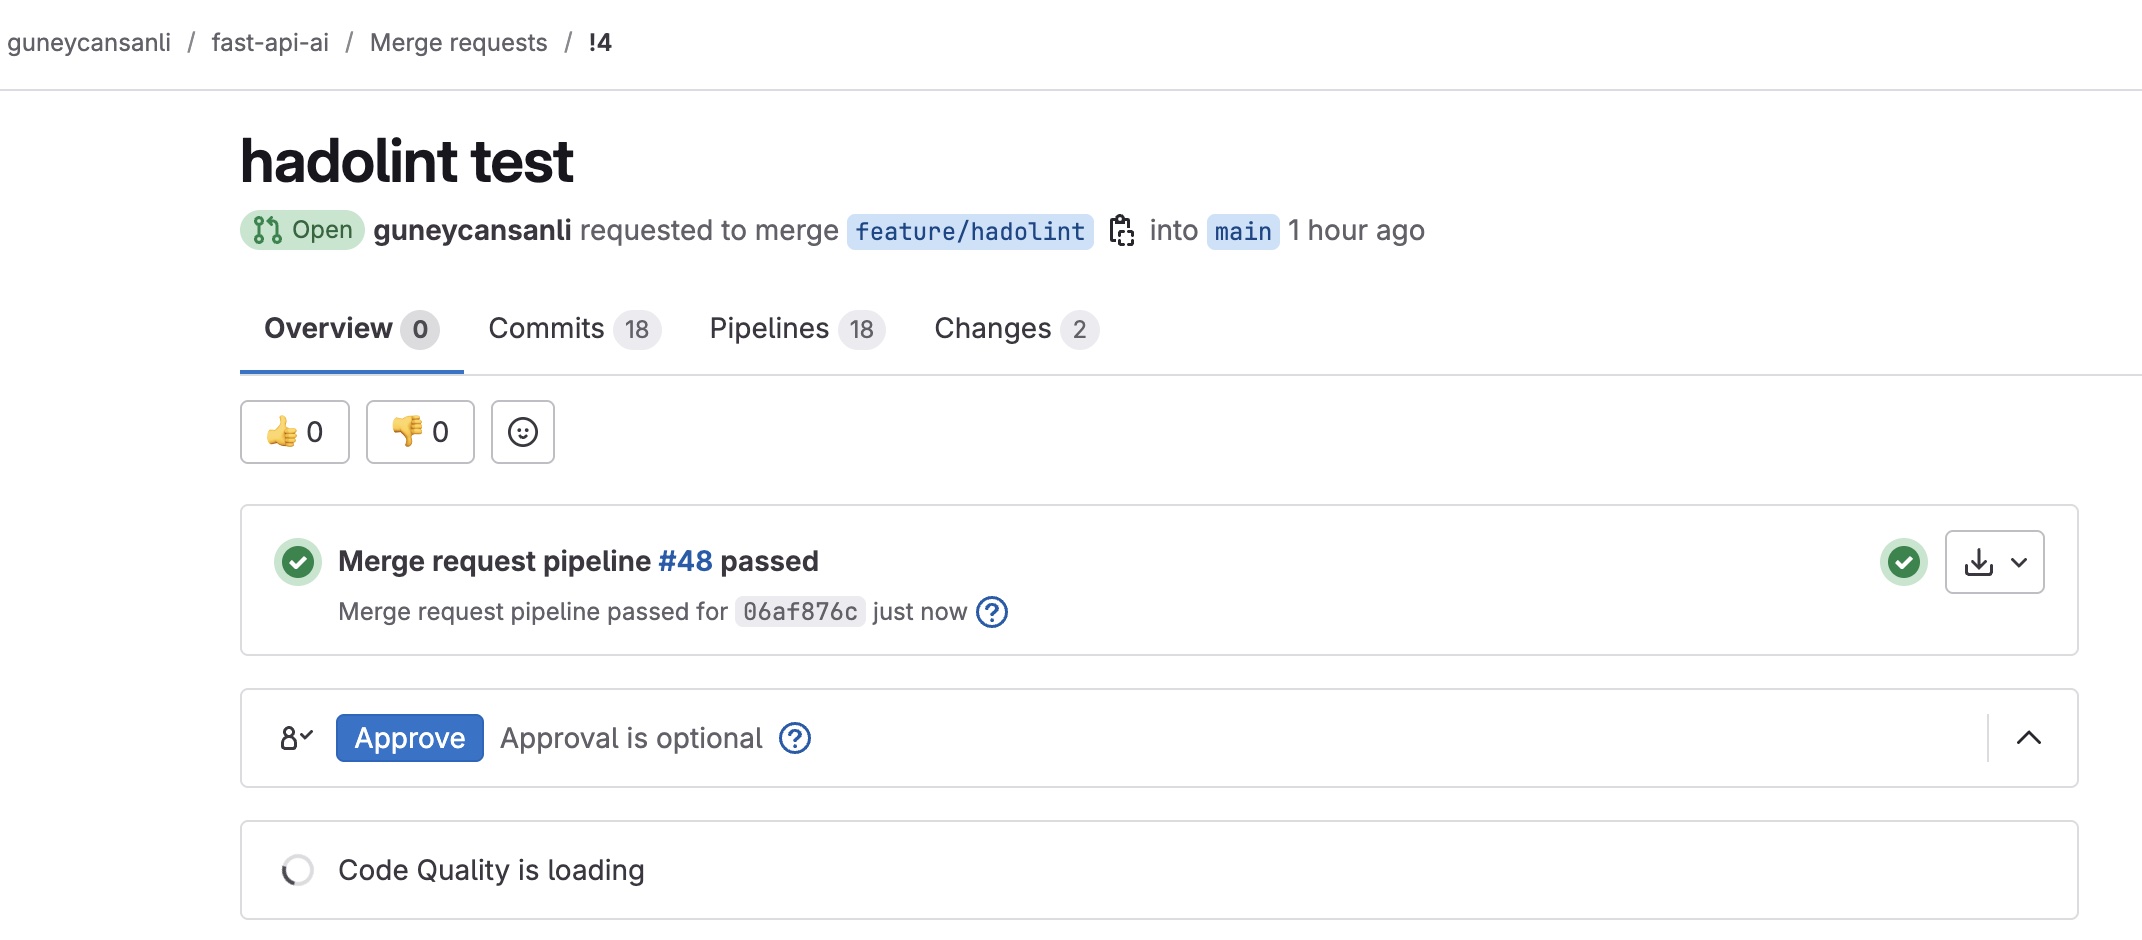 guneycansanli / fast-api-ai / Merge requests / !4
hadolint test
Open guneycansanli requested to merge feature/hadolint into main 1 hour ago
Overview 0 Commits 18 Pipelines 18 Changes 2
👍 0 👎 0
Merge request pipeline #48 passed
Merge request pipeline passed for 06af876c just now ?
Approve Approval is optional ?
Code Quality is loading